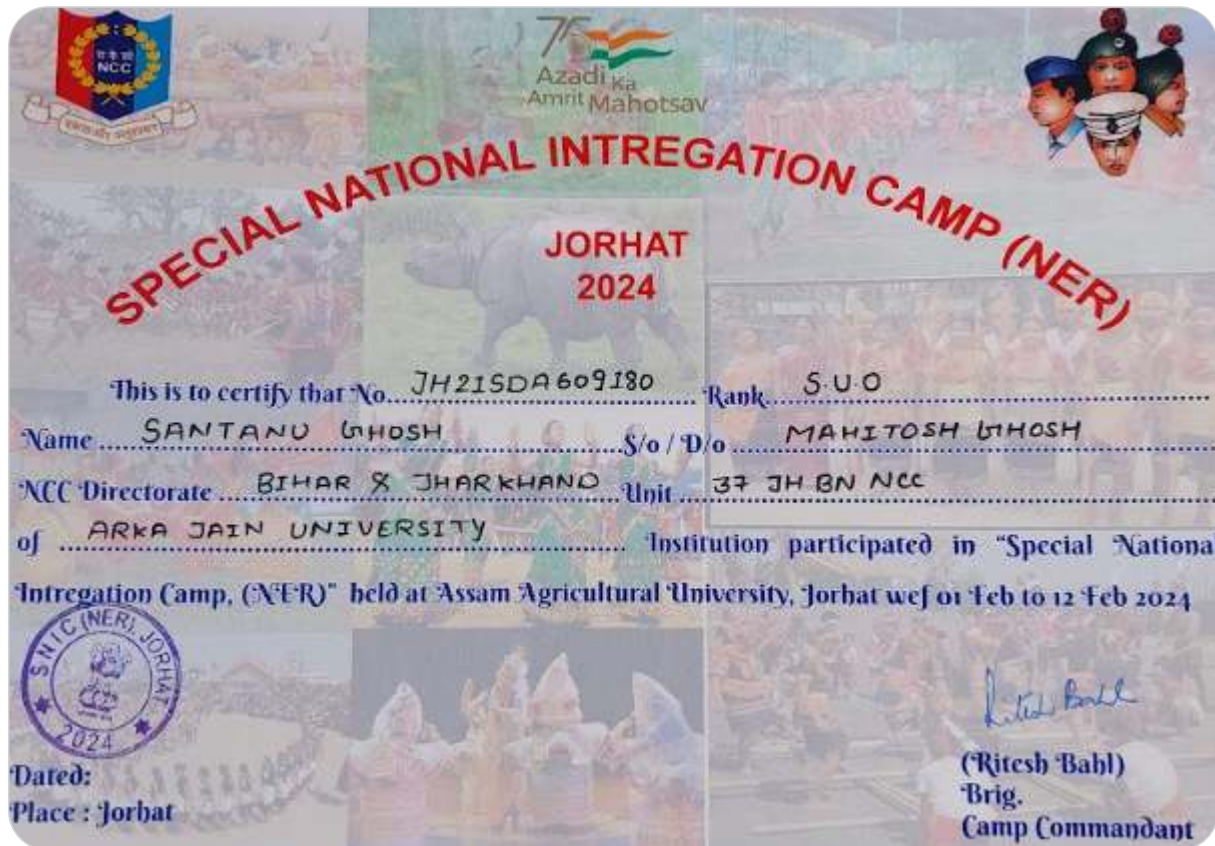 NCC
75
Azadi Ka
Amrit Mahotsav
SPECIAL NATIONAL INTREGATION CAMP (NER)
JORHAT
2024
This is to certify that No. JH21SDA609180 Rank. S.U.O
Name SANTANU GHOSH S/o / D/o MAHITOSH GHOSH
NCC Directorate BIHAR & JHARKHAND Unit 37 JH BN NCC
of ARKA JAIN UNIVERSITY Institution participated in "Special Nationa
Intregation Camp, (NER)" held at Assam Agricultural University, Jorhat wef 01 Feb to 12 Feb 2024
SNIC (NER), JORHAT
2024
Ritesh Bahl
Dated:
Place : Jorhat
(Ritesh Bahl)
Brig.
Camp Commandant